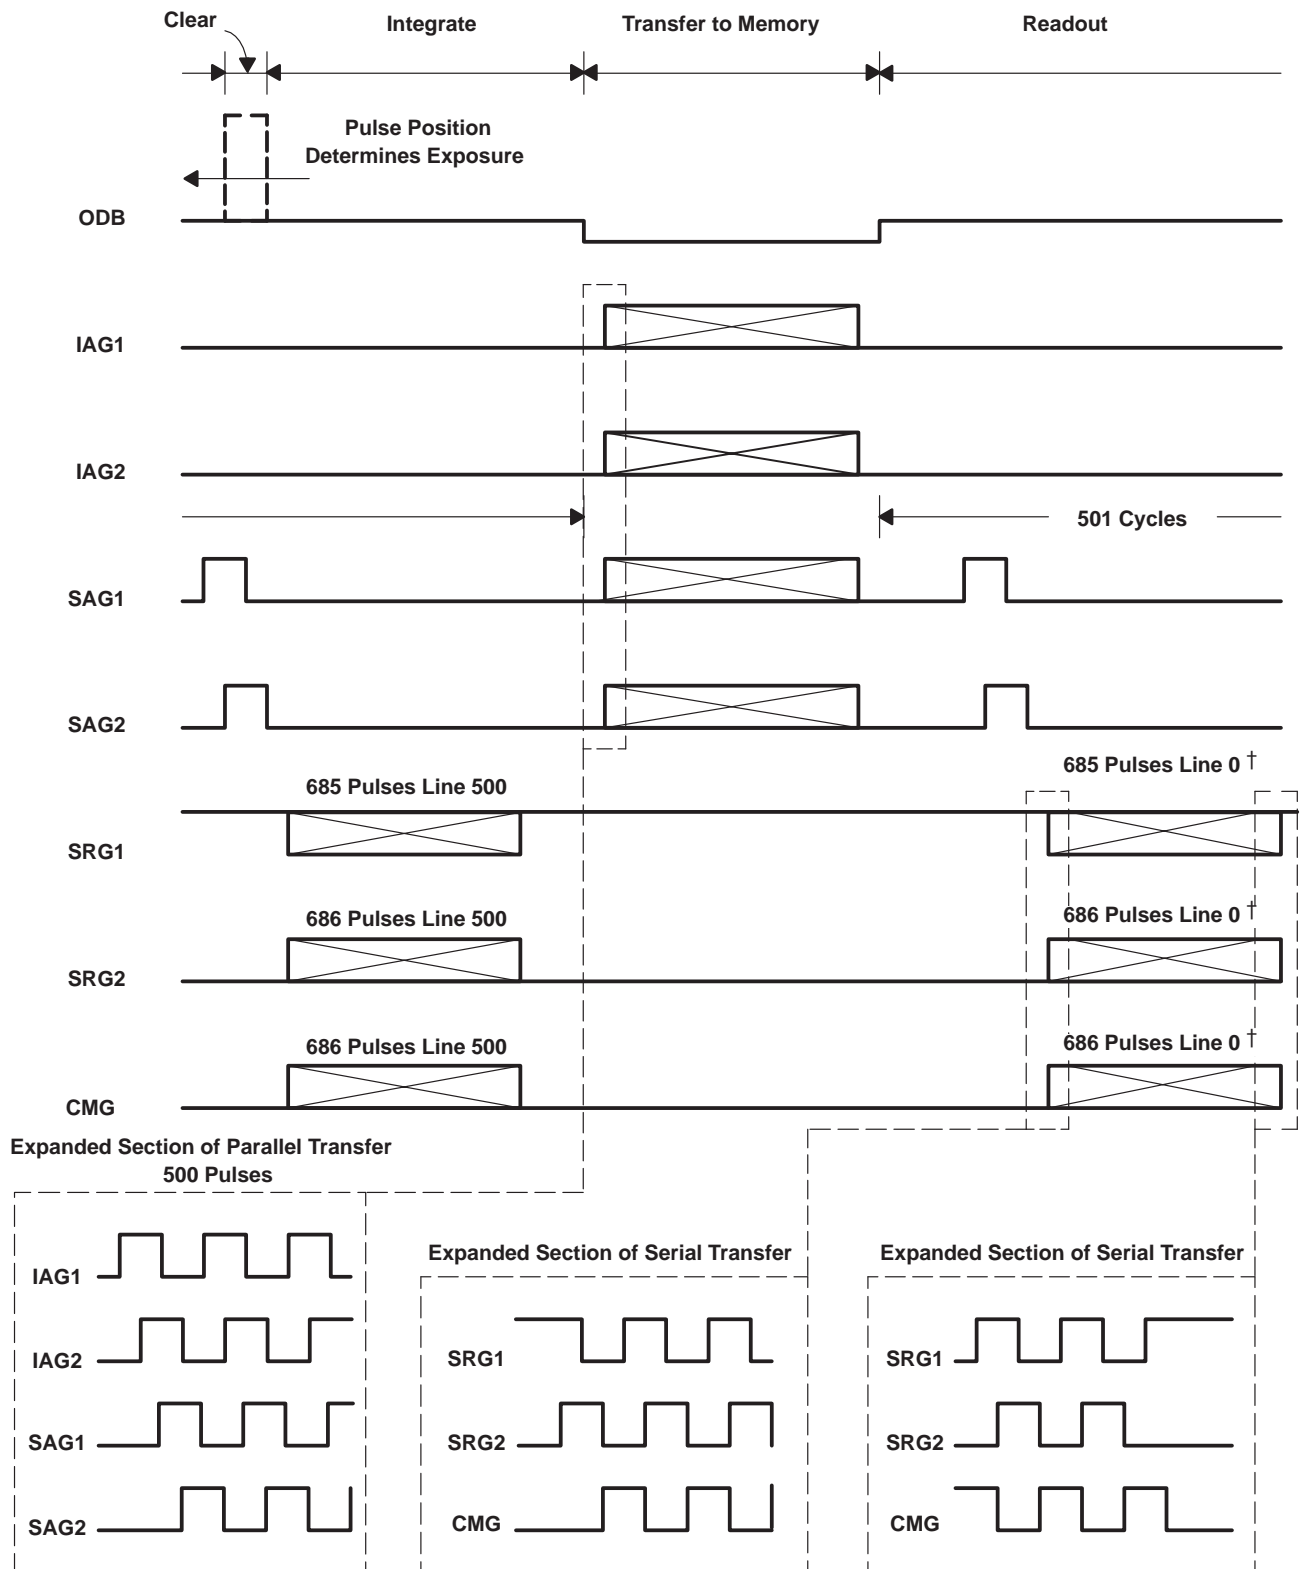 Clear
Integrate
Transfer to Memory
Readout
Pulse Position
Determines Exposure
ODB
IAG1
IAG2
501 Cycles
SAG1
SAG2
685 Pulses Line 500
685 Pulses Line 0 †
SRG1
686 Pulses Line 500
686 Pulses Line 0 †
SRG2
686 Pulses Line 500
686 Pulses Line 0 †
CMG
Expanded Section of Parallel Transfer
500 Pulses
IAG1
IAG2
SAG1
SAG2
Expanded Section of Serial Transfer
SRG1
SRG2
CMG
Expanded Section of Serial Transfer
SRG1
SRG2
CMG